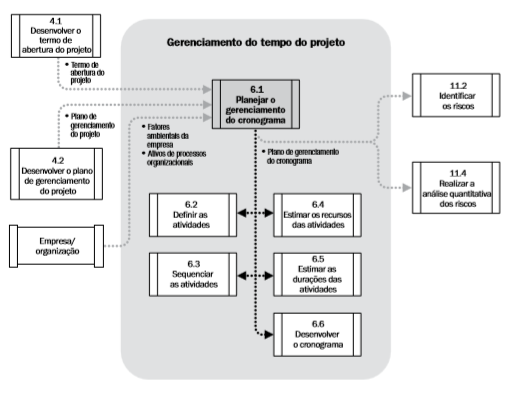 4.1
Desenvolver o
termo de
abertura do projeto
Gerenciamento do tempo do projeto
• Termo de
abertura do
projeto
6.1
Planejar o
gerenciamento
do cronograma
11.2
Identificar
os riscos
• Plano de
gerenciamento
do projeto
• Fatores
ambientais da
empresa
• Ativos de processos
organizacionais
• Plano de gerenciamento
do cronograma
4.2
Desenvolver o plano
de gerenciamento
do projeto
11.4
Realizar a
análise quantitativa
dos riscos
6.2
Definir as
atividades
6.4
Estimar os recursos
das atividades
Empresa/
organização
6.3
Sequenciar
as atividades
6.5
Estimar as
durações das
atividades
6.6
Desenvolver
o cronograma